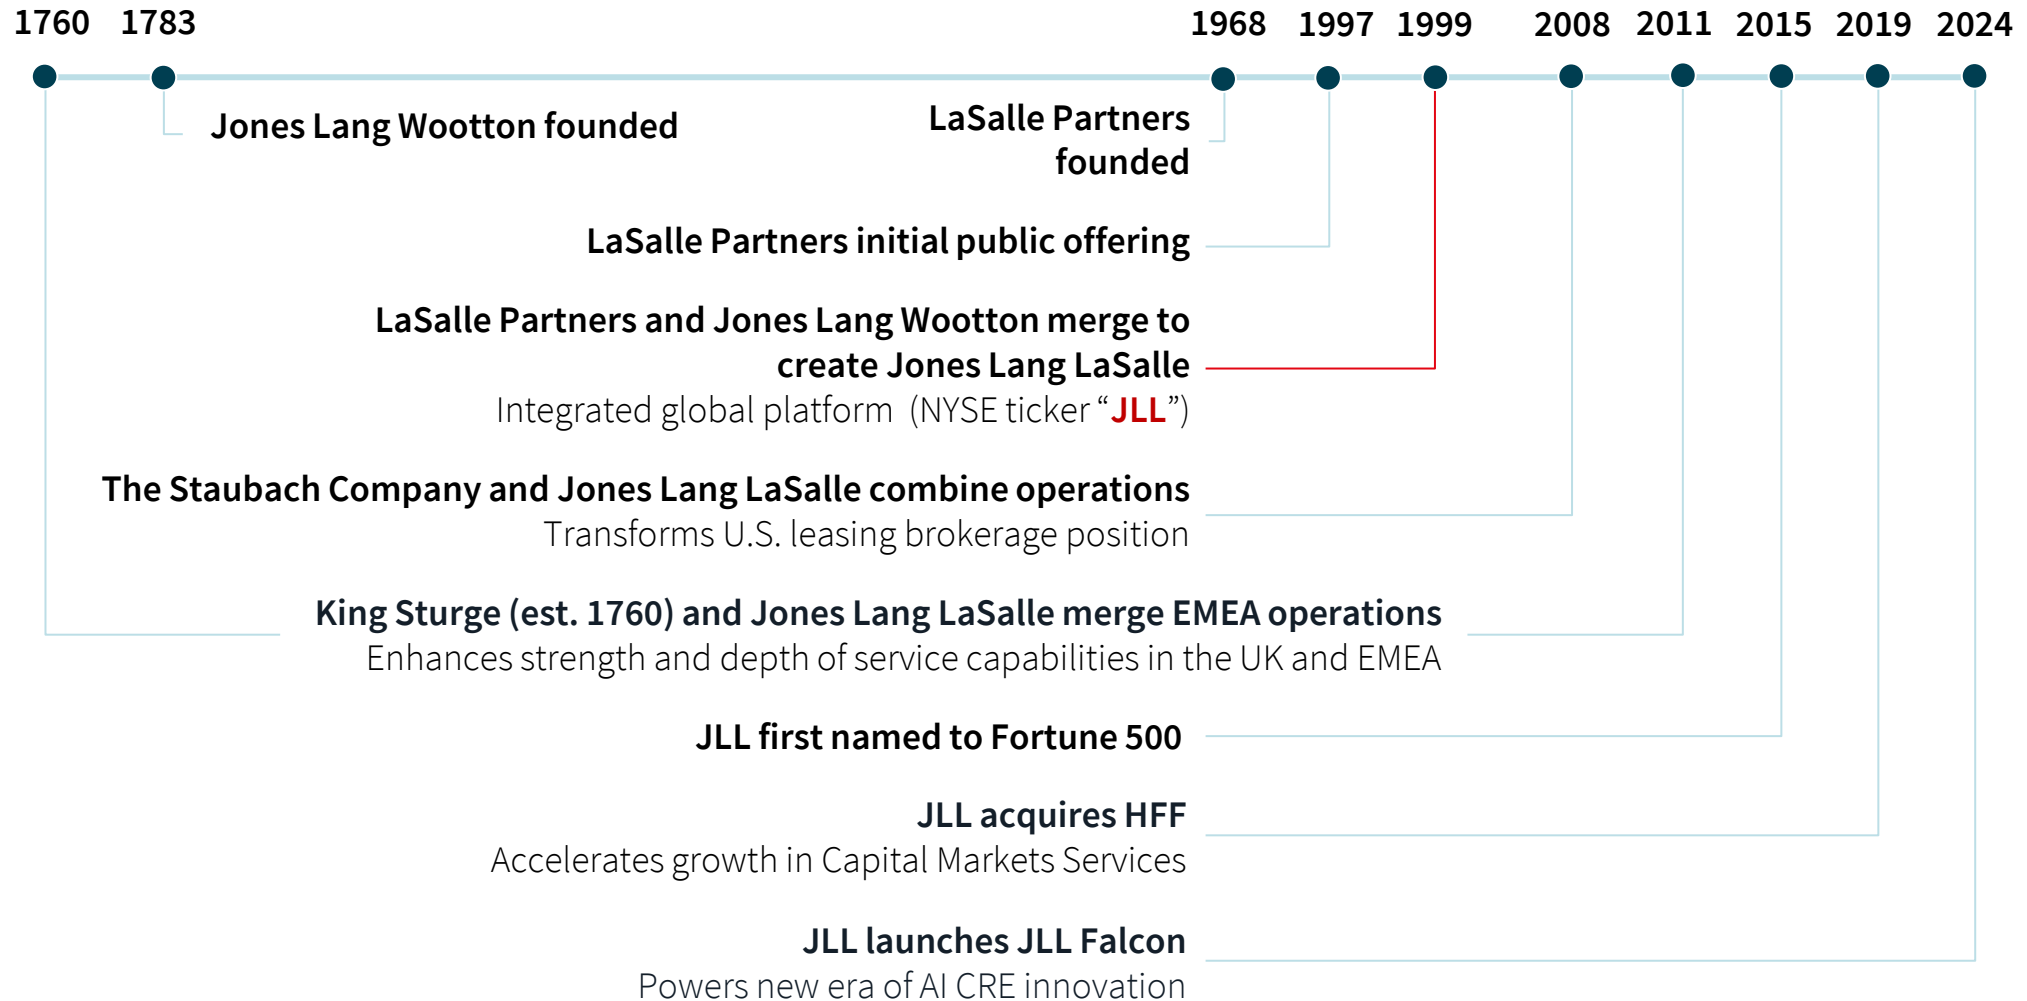 1760 1783 1968 1997 1999 2008 2011 2015 2019 2024
Jones Lang Wootton founded
LaSalle Partners
founded
LaSalle Partners initial public offering
LaSalle Partners and Jones Lang Wootton merge to
create Jones Lang LaSalle
Integrated global platform (NYSE ticker “JLL”)
The Staubach Company and Jones Lang LaSalle combine operations
Transforms U.S. leasing brokerage position
King Sturge (est. 1760) and Jones Lang LaSalle merge EMEA operations
Enhances strength and depth of service capabilities in the UK and EMEA
JLL first named to Fortune 500
JLL acquires HFF
Accelerates growth in Capital Markets Services
JLL launches JLL Falcon
Powers new era of AI CRE innovation